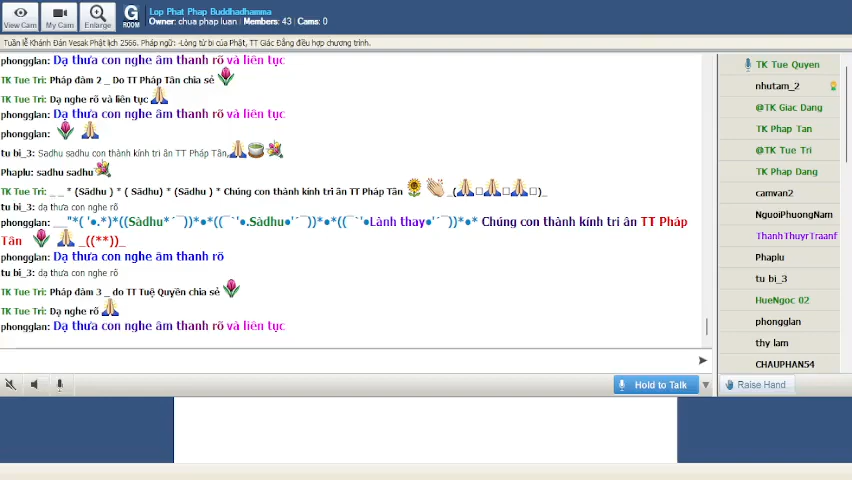 Lop Phat Phap Buddhadhamma
Owner: chua phap luan | Members: 43 | Cams: 0
View Cam
My Cam
Enlarge
G
ROOM
Tuần lễ Khánh Đản Vesak Phật lịch 2566. Pháp ngữ: -Lòng từ bi của Phật, TT Giác Đẳng điều hợp chương trình.
phongglan: Dạ thưa con nghe âm thanh rõ và liên tục
TK Tue Tri: Pháp đàm 2 _ Do TT Pháp Tân chia sẻ 🌷
TK Tue Tri: Dạ nghe rõ và liên tục 🙏
phongglan: Dạ thưa con nghe âm thanh rõ và liên tục
phongglan: 🌷 🙏
tu bi_3: Sadhu sadhu con thành kính tri ân TT Pháp Tân,🙏🍵💐
Phaplu: sadhu sadhu💐
TK Tue Tri: _ _ * (Sādhu ) * ( Sādhu) * (Sādhu ) * Chúng con thành kính tri ân TT Pháp Tân 🌻 👏 _(🙏□🙏□🙏□)_
tu bi_3: dạ thưa con nghe rõ
phongglan: __"*( '●.*)*((Sàdhu*´¯))*●*((¯`'●.Sàdhu●'´¯))*●*((¯`'●Lành thay●'´¯))*●* Chúng con thành kính tri ân TT Pháp
Tân 🌷 🙏 _((**))_
phongglan: Dạ thưa con nghe âm thanh rõ
tu bi_3: dạ thưa con nghe rõ
TK Tue Tri: Pháp đàm 3 _ do TT Tuệ Quyền chia sẻ 🌷
TK Tue Tri: Dạ nghe rõ 🙏
phongglan: Dạ thưa con nghe âm thanh rõ và liên tục
Hold to Talk
TK Tue Quyen
nhutam_2
@TK Giac Dang
TK Phap Tan
@TK Tue Tri
TK Phap Dang
camvan2
NguoiPhuongNam
ThanhThuyrTraanf
Phaplu
tu bi_3
HueNgoc 02
phongglan
thy lam
CHAUPHAN54
Raise Hand